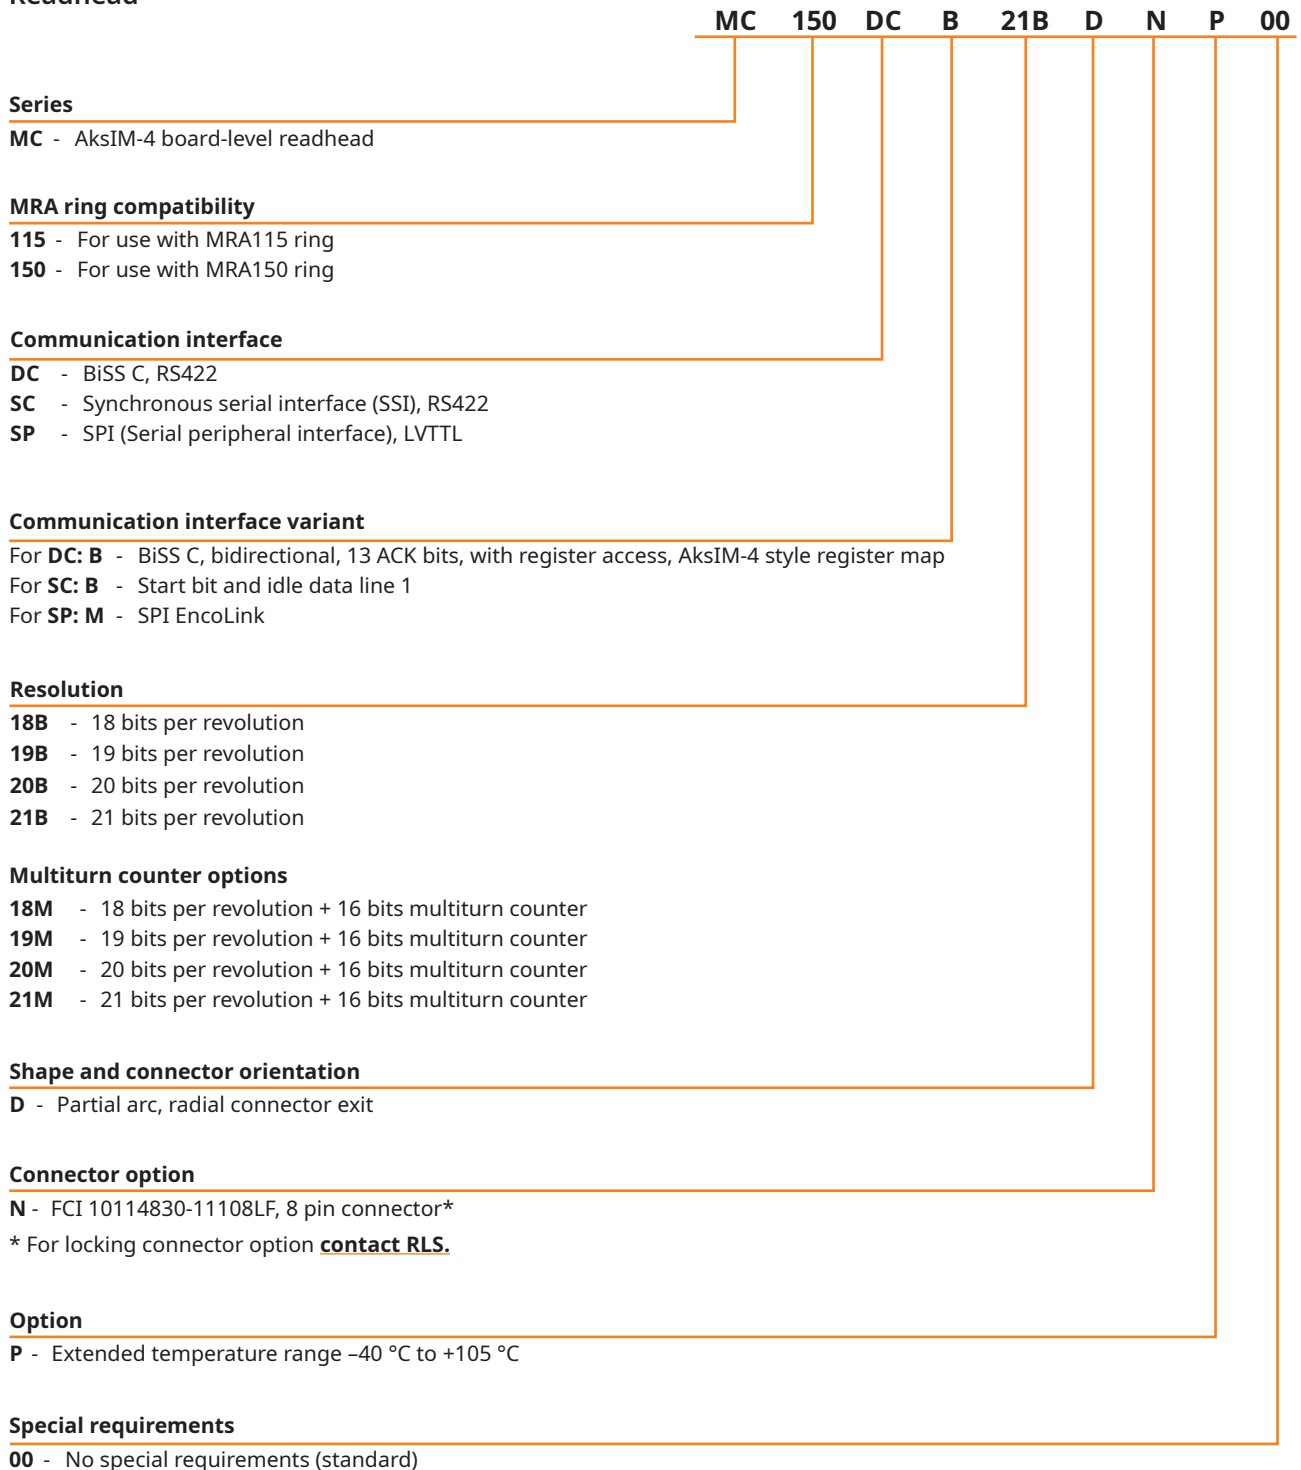 Readhead
MC 150 DC B 21B D N P 00
Series
MC - AksIM-4 board-level readhead
MRA ring compatibility
115 - For use with MRA115 ring
150 - For use with MRA150 ring
Communication interface
DC - BiSS C, RS422
SC - Synchronous serial interface (SSI), RS422
SP - SPI (Serial peripheral interface), LVTTL
Communication interface variant
For DC: B - BiSS C, bidirectional, 13 ACK bits, with register access, AksIM-4 style register map
For SC: B - Start bit and idle data line 1
For SP: M - SPI EncoLink
Resolution
18B - 18 bits per revolution
19B - 19 bits per revolution
20B - 20 bits per revolution
21B - 21 bits per revolution
Multiturn counter options
18M - 18 bits per revolution + 16 bits multiturn counter
19M - 19 bits per revolution + 16 bits multiturn counter
20M - 20 bits per revolution + 16 bits multiturn counter
21M - 21 bits per revolution + 16 bits multiturn counter
Shape and connector orientation
D - Partial arc, radial connector exit
Connector option
N - FCI 10114830-11108LF, 8 pin connector*
* For locking connector option contact RLS.
Option
P - Extended temperature range –40 °C to +105 °C
Special requirements
00 - No special requirements (standard)